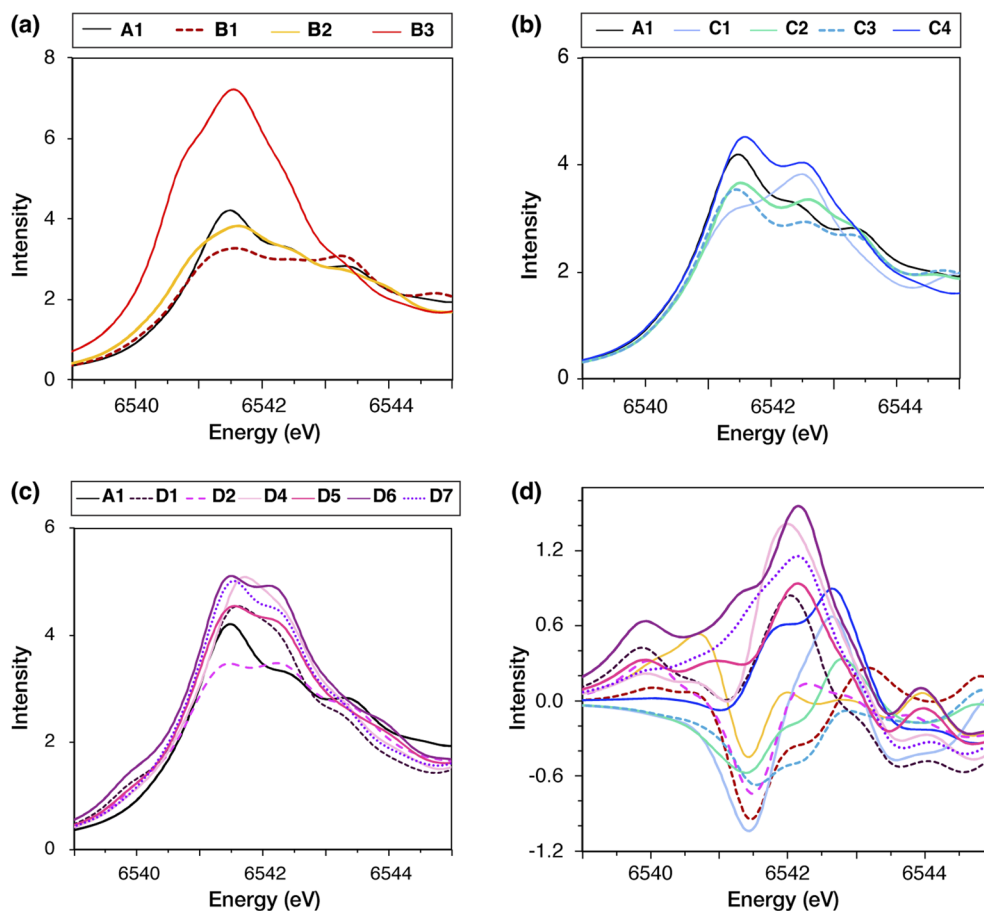 (a) A1 B1 B2 B3
8
6
4
2
0
Intensity
6540 6542 6544
Energy (eV)
(b) A1 C1 C2 C3 C4
6
4
2
0
Intensity
6540 6542 6544
Energy (eV)
(c) A1 D1 D2 D4 D5 D6 D7
6
4
2
0
Intensity
6540 6542 6544
Energy (eV)
(d)
1.2
0.6
0.0
-0.6
-1.2
Intensity
6540 6542 6544
Energy (eV)